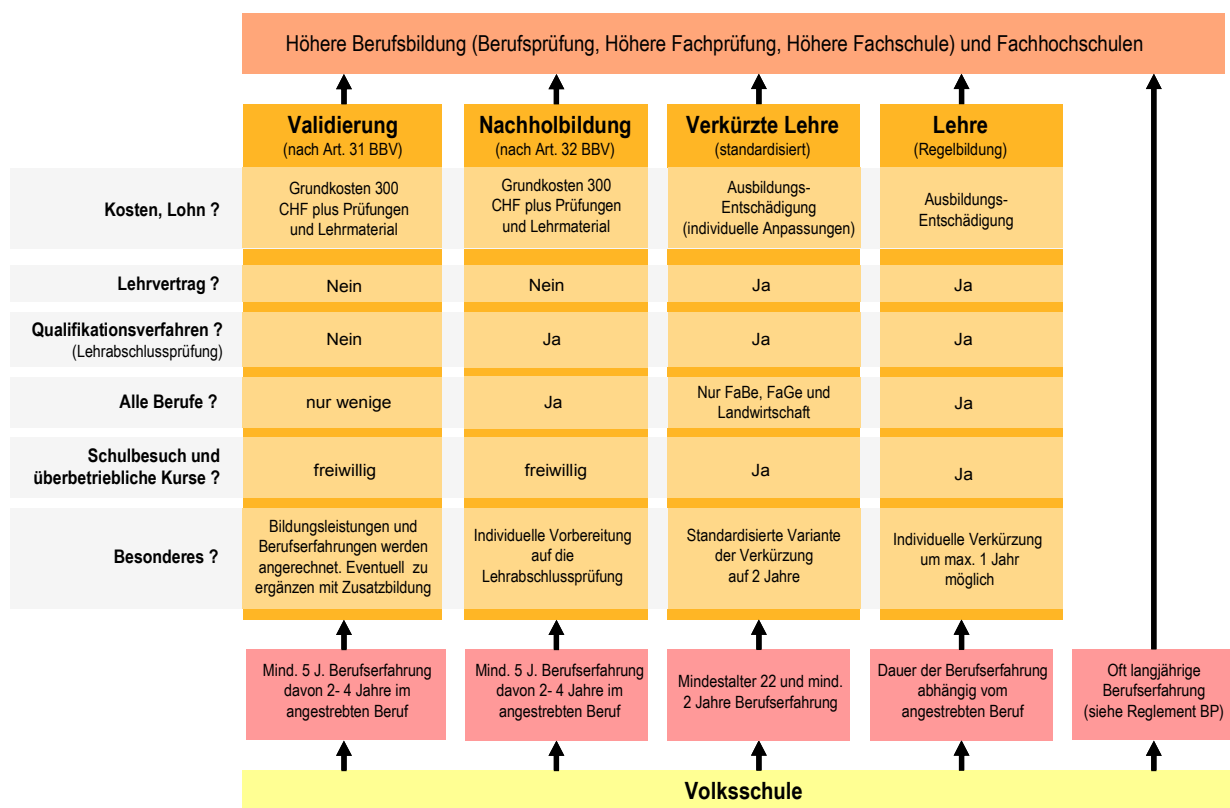 Höhere Berufsbildung (Berufsprüfung, Höhere Fachprüfung, Höhere Fachschule) und Fachhochschulen
Validierung
(nach Art. 31 BBV)
Nachholbildung
(nach Art. 32 BBV)
Verkürzte Lehre
(standardisiert)
Lehre
(Regelbildung)
Kosten, Lohn ?
Grundkosten 300
CHF plus Prüfungen
und Lehrmaterial
Grundkosten 300
CHF plus Prüfungen
und Lehrmaterial
Ausbildungs-
Entschädigung
(individuelle Anpassungen)
Ausbildungs-
Entschädigung
Lehrvertrag ?
Nein
Nein
Ja
Ja
Qualifikationsverfahren ?
(Lehrabschlussprüfung)
Nein
Ja
Ja
Ja
Alle Berufe ?
nur wenige
Ja
Nur FaBe, FaGe und
Landwirtschaft
Ja
Schulbesuch und
überbetriebliche Kurse ?
freiwillig
freiwillig
Ja
Ja
Besonderes ?
Bildungsleistungen und
Berufserfahrungen werden
angerechnet. Eventuell zu
ergänzen mit Zusatzbildung
Individuelle Vorbereitung
auf die
Lehrabschlussprüfung
Standardisierte Variante
der Verkürzung
auf 2 Jahre
Individuelle Verkürzung
um max. 1 Jahr
möglich
Mind. 5 J. Berufserfahrung
davon 2- 4 Jahre im
angestrebten Beruf
Mind. 5 J. Berufserfahrung
davon 2- 4 Jahre im
angestrebten Beruf
Mindestalter 22 und mind.
2 Jahre Berufserfahrung
Dauer der Berufserfahrung
abhängig vom
angestrebten Beruf
Oft langjährige
Berufserfahrung
(siehe Reglement BP)
Volksschule